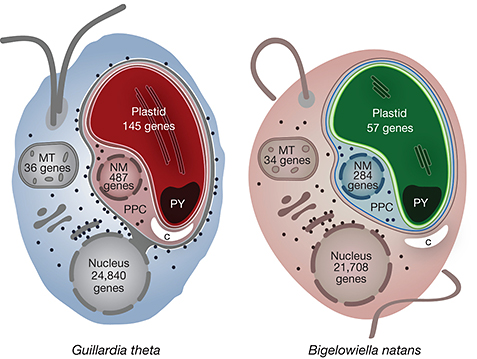 Plastid
145 genes
MT
36 genes
NM
487
genes
PPC
PY
c
Nucleus
24,840
genes
Guillardia theta
Plastid
57 genes
MT
34 genes
NM
284
genes
PPC
PY
c
Nucleus
21,708
genes
Bigelowiella natans